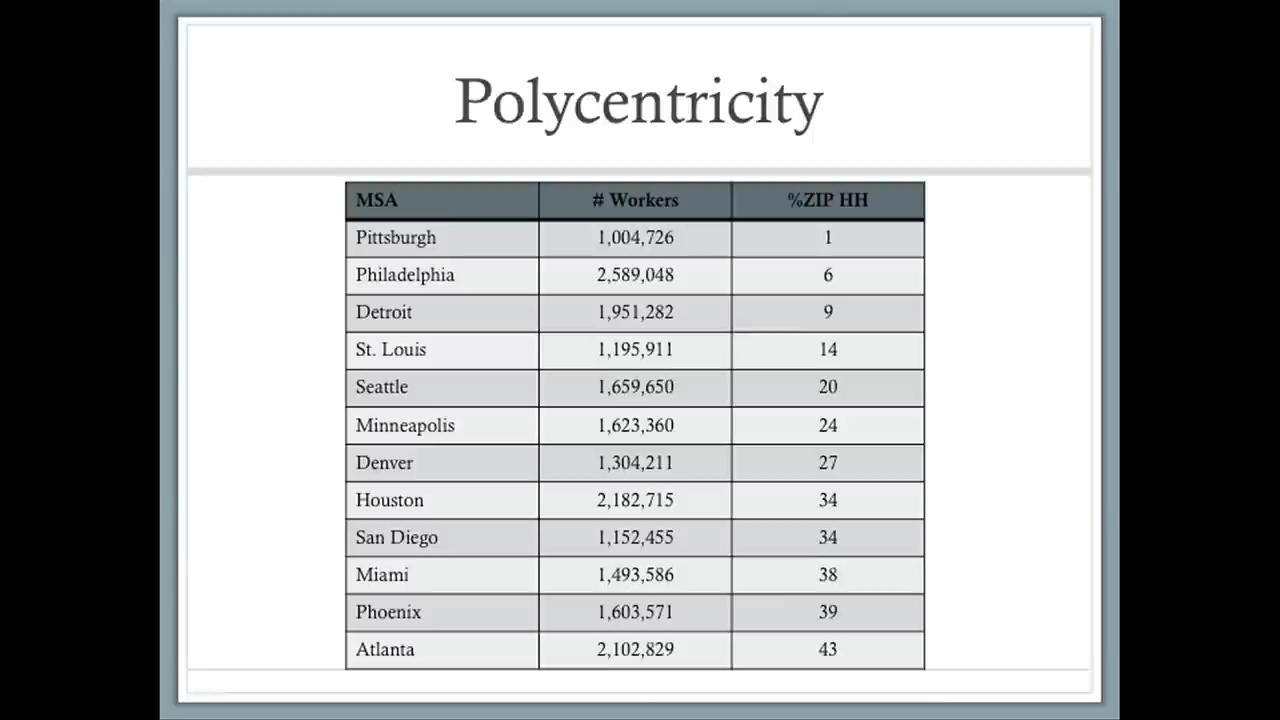 Polycentricity
MSA # Workers %ZIP HH
Pittsburgh 1,004,726 1
Philadelphia 2,589,048 6
Detroit 1,951,282 9
St. Louis 1,195,911 14
Seattle 1,659,650 20
Minneapolis 1,623,360 24
Denver 1,304,211 27
Houston 2,182,715 34
San Diego 1,152,455 34
Miami 1,493,586 38
Phoenix 1,603,571 39
Atlanta 2,102,829 43